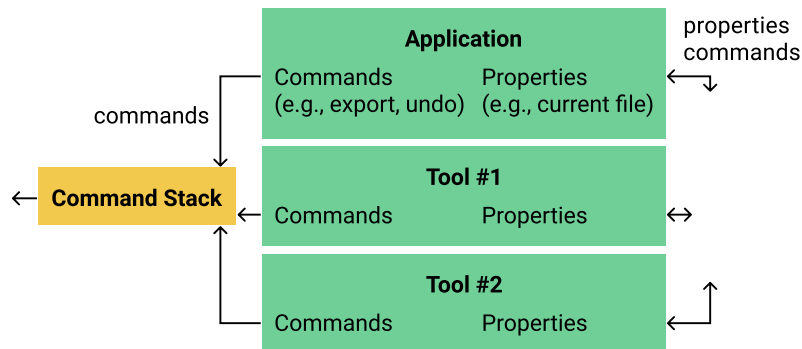 properties
commands
Application
Commands
(e.g., export, undo)
Properties
(e.g., current file)
commands
Tool #1
Command Stack
Commands
Properties
Tool #2
Commands
Properties